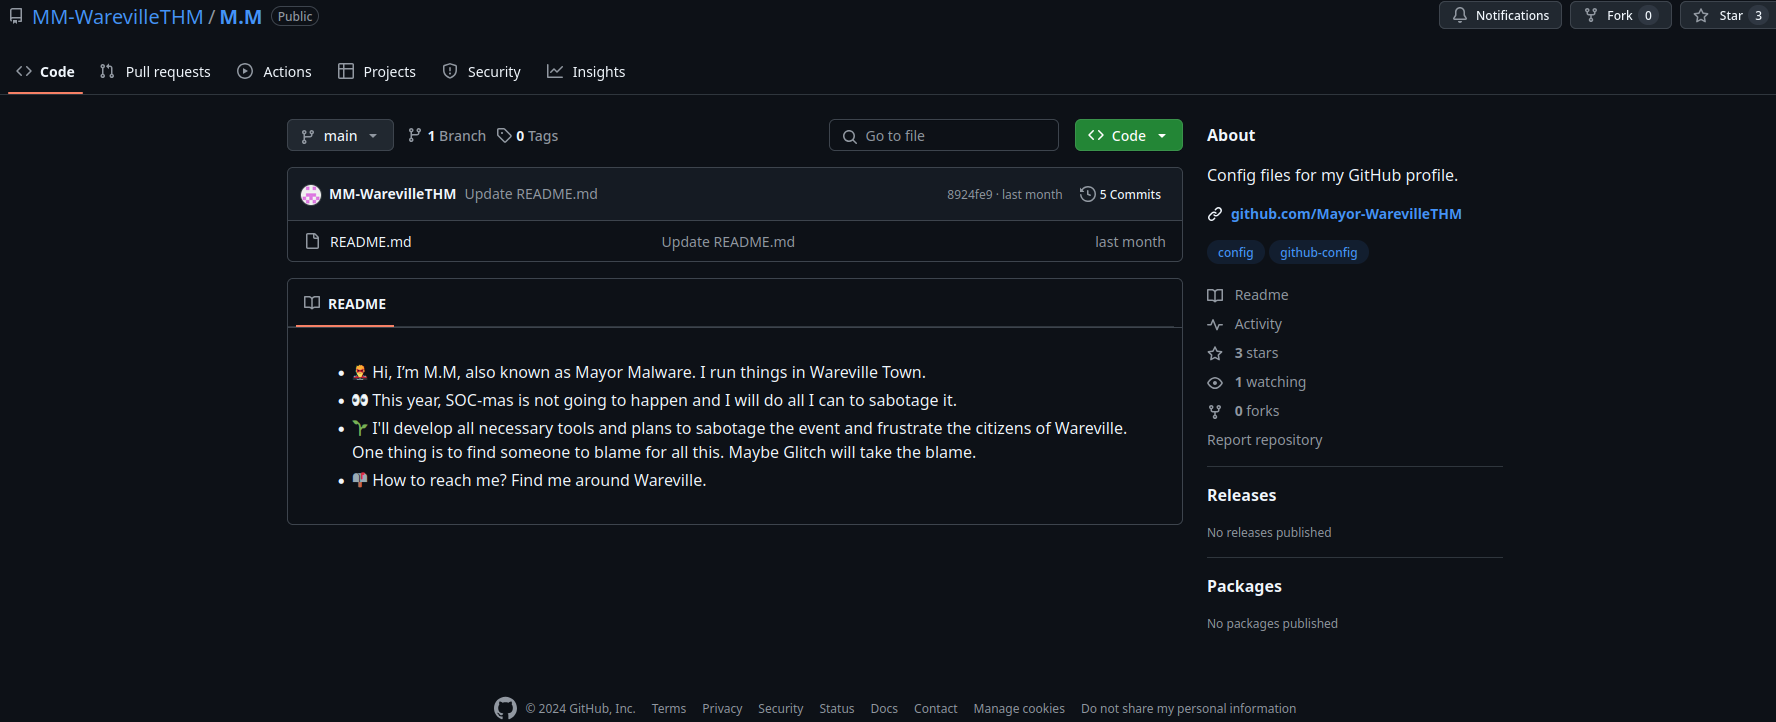 MM-WarevilleTHM / M.M Public
Notifications Fork 0 Star 3
Code Pull requests Actions Projects Security Insights
main 1 Branch 0 Tags Go to file Code
MM-WarevilleTHM Update README.md 8924fe9 · last month 5 Commits
README.md Update README.md last month
README
• Hi, I’m M.M, also known as Mayor Malware. I run things in Wareville Town.
• This year, SOC-mas is not going to happen and I will do all I can to sabotage it.
• I'll develop all necessary tools and plans to sabotage the event and frustrate the citizens of Wareville.
One thing is to find someone to blame for all this. Maybe Glitch will take the blame.
• How to reach me? Find me around Wareville.
About
Config files for my GitHub profile.
github.com/Mayor-WarevilleTHM
config github-config
Readme
Activity
3 stars
1 watching
0 forks
Report repository
Releases
No releases published
Packages
No packages published
© 2024 GitHub, Inc. Terms Privacy Security Status Docs Contact Manage cookies Do not share my personal information